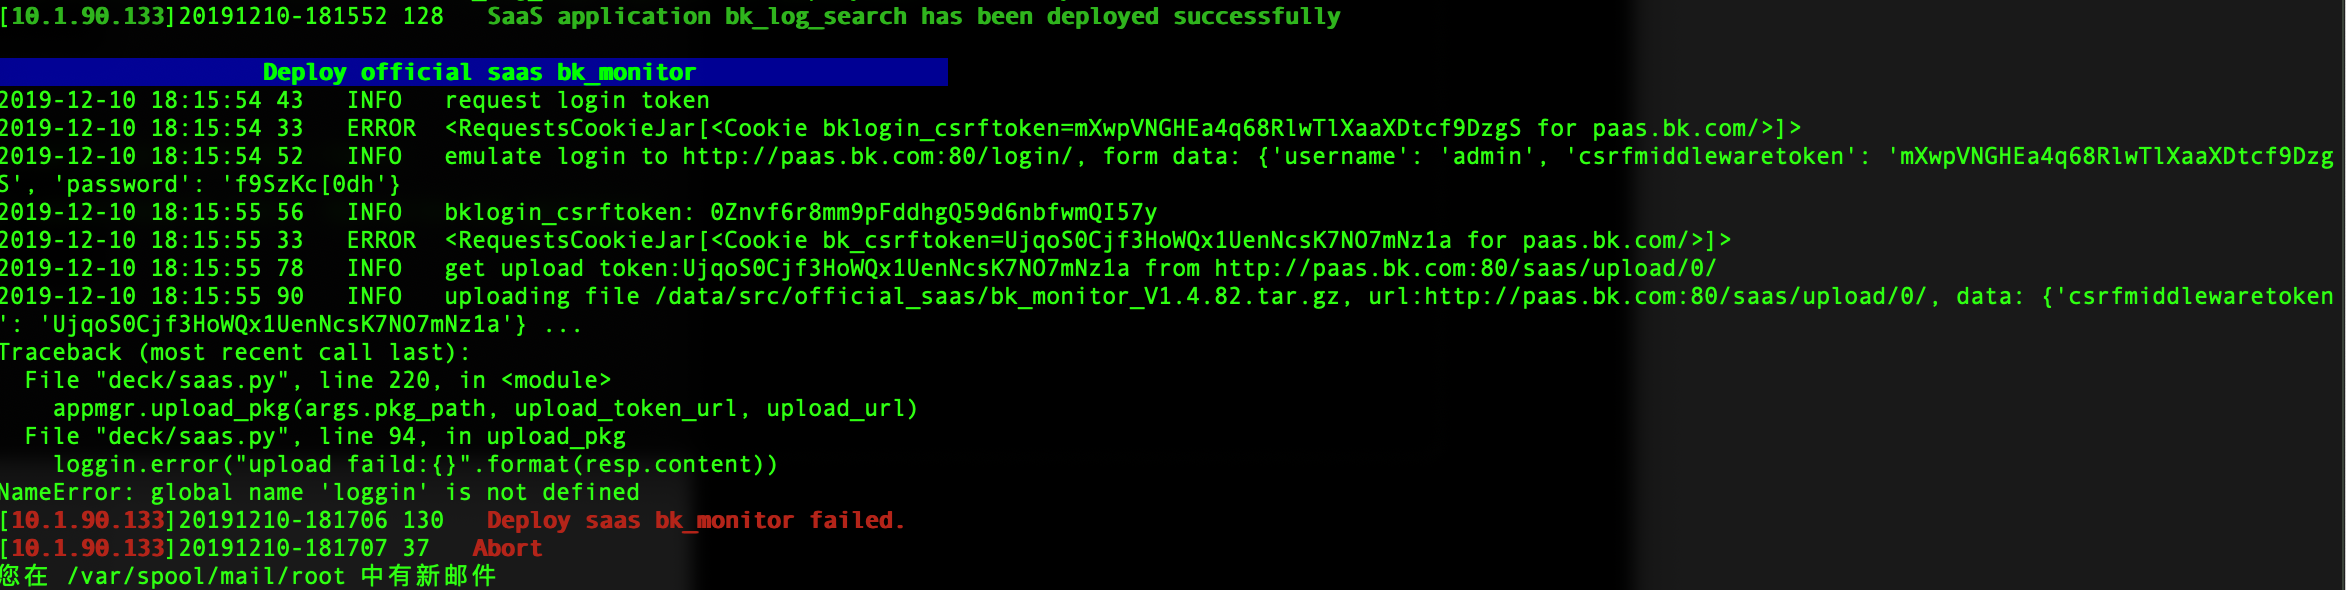 [10.1.90.133]20191210-181552 128   SaaS application bk_log_search has been deployed successfully
Deploy official saas bk_monitor
2019-12-10 18:15:54 43   INFO   request login token
2019-12-10 18:15:54 33   ERROR  <RequestsCookieJar[<Cookie bklogin_csrftoken=mXwpVNGHEa4q68RlwTlXaaXDtcf9DzgS for paas.bk.com/>]>
2019-12-10 18:15:54 52   INFO   emulate login to http://paas.bk.com:80/login/, form data: {'username': 'admin', 'csrfmiddlewaretoken': 'mXwpVNGHEa4q68RlwTlXaaXDtcf9Dzg
S', 'password': 'f9SzKc[0dh'}
2019-12-10 18:15:55 56   INFO   bklogin_csrftoken: 0Znvf6r8mm9pFddhgQ59d6nbfwmQI57y
2019-12-10 18:15:55 33   ERROR  <RequestsCookieJar[<Cookie bk_csrftoken=UjqoS0Cjf3HoWQx1UenNcsK7NO7mNz1a for paas.bk.com/>]>
2019-12-10 18:15:55 78   INFO   get upload token:UjqoS0Cjf3HoWQx1UenNcsK7NO7mNz1a from http://paas.bk.com:80/saas/upload/0/
2019-12-10 18:15:55 90   INFO   uploading file /data/src/official_saas/bk_monitor_V1.4.82.tar.gz, url:http://paas.bk.com:80/saas/upload/0/, data: {'csrfmiddlewaretoken
': 'UjqoS0Cjf3HoWQx1UenNcsK7NO7mNz1a'} ...
Traceback (most recent call last):
  File "deck/saas.py", line 220, in <module>
    appmgr.upload_pkg(args.pkg_path, upload_token_url, upload_url)
  File "deck/saas.py", line 94, in upload_pkg
    loggin.error("upload faild:{}".format(resp.content))
NameError: global name 'loggin' is not defined
[10.1.90.133]20191210-181706 130   Deploy saas bk_monitor failed.
[10.1.90.133]20191210-181707 37   Abort
您在 /var/spool/mail/root 中有新邮件